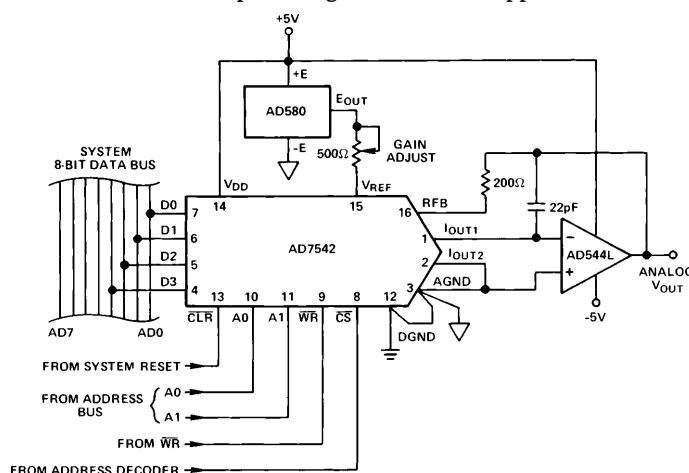 +5V
+E
AD580
EOUT
-E
500Ω
GAIN
ADJUST
SYSTEM
8-BIT DATA BUS
VDD
VREF
14
15
RFB
16
200Ω
22pF
D0
7
D1
6
D2
5
D3
4
AD7542
1
IOUT1
2
IOUT2
3
AGND
−
+
AD544L
ANALOG
VOUT
-5V
13
10
11
9
8
12
CLR
A0
A1
WR
CS
DGND
AD7
AD0
FROM SYSTEM RESET
FROM ADDRESS
BUS
A0
A1
FROM WR
FROM ADDRESS DECODER